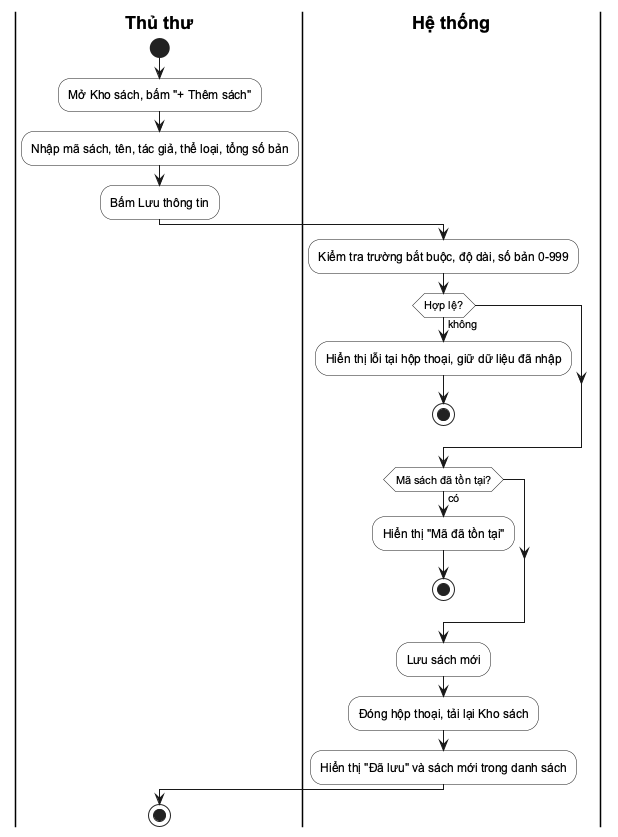 Thủ thư
Hệ thống
Mở Kho sách, bấm "+ Thêm sách"
Nhập mã sách, tên, tác giả, thể loại, tổng số bản
Bấm Lưu thông tin
Kiểm tra trường bắt buộc, độ dài, số bản 0-999
Hợp lệ?
không
Hiển thị lỗi tại hộp thoại, giữ dữ liệu đã nhập
Mã sách đã tồn tại?
có
Hiển thị "Mã đã tồn tại"
Lưu sách mới
Đóng hộp thoại, tải lại Kho sách
Hiển thị "Đã lưu" và sách mới trong danh sách